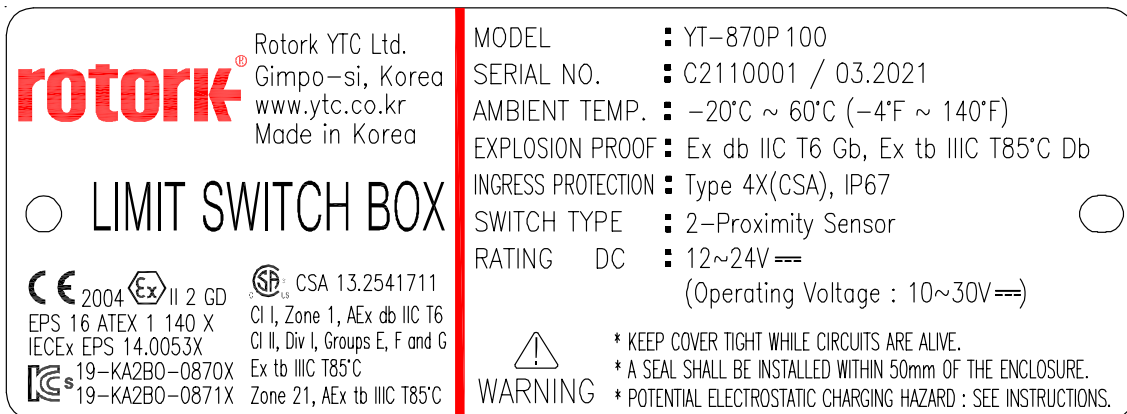 rotork®
Rotork YTC Ltd.
Gimpo-si, Korea
www.ytc.co.kr
Made in Korea
LIMIT SWITCH BOX
CE 2004 Ex II 2 GD
EPS 16 ATEX 1 140 X
IECEx EPS 14.0053X
19-KA2BO-0870X
19-KA2BO-0871X
CSA 13.2541711
Cl I, Zone 1, AEx db IIC T6
Cl II, Div I, Groups E, F and G
Ex tb IIIC T85°C
Zone 21, AEx tb IIIC T85°C
MODEL : YT-870P100
SERIAL NO. : C2110001 / 03.2021
AMBIENT TEMP. : -20°C ~ 60°C (-4°F ~ 140°F)
EXPLOSION PROOF : Ex db IIC T6 Gb, Ex tb IIIC T85°C Db
INGRESS PROTECTION : Type 4X(CSA), IP67
SWITCH TYPE : 2-Proximity Sensor
RATING DC : 12~24V ⎓
(Operating Voltage : 10~30V⎓)
WARNING
* KEEP COVER TIGHT WHILE CIRCUITS ARE ALIVE.
* A SEAL SHALL BE INSTALLED WITHIN 50mm OF THE ENCLOSURE.
* POTENTIAL ELECTROSTATIC CHARGING HAZARD : SEE INSTRUCTIONS.